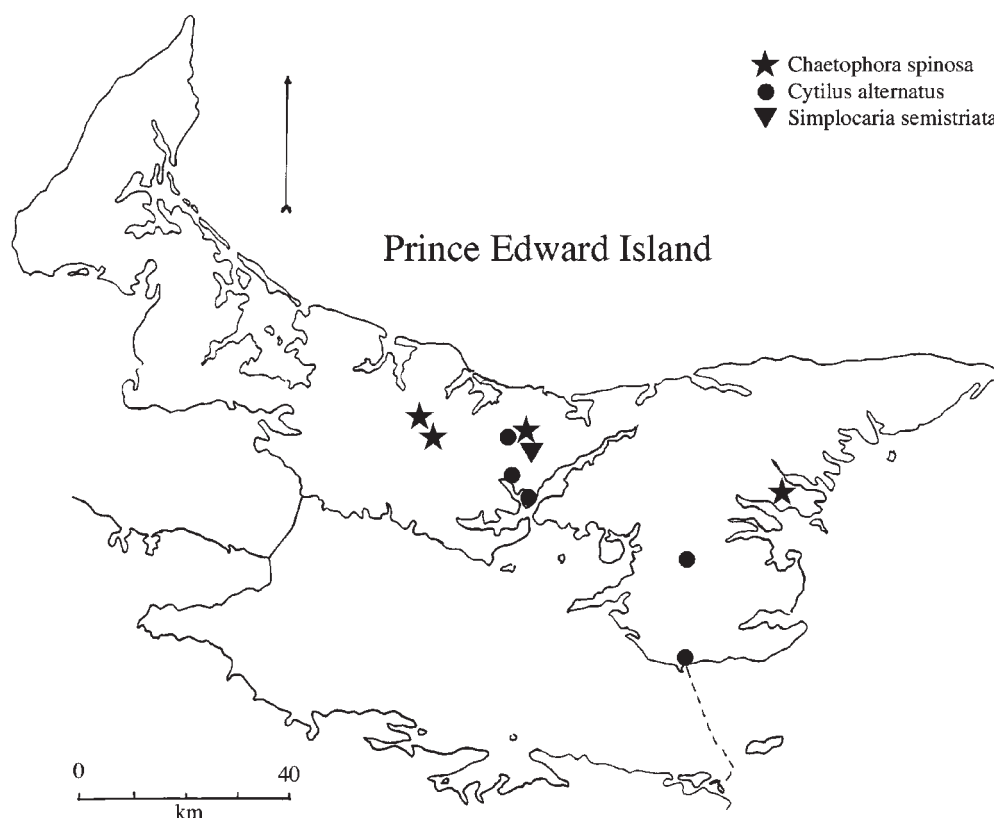 Chaetophora spinosa
Cytilus alternatus
Simplocaria semistriata
Prince Edward Island
0 40
km